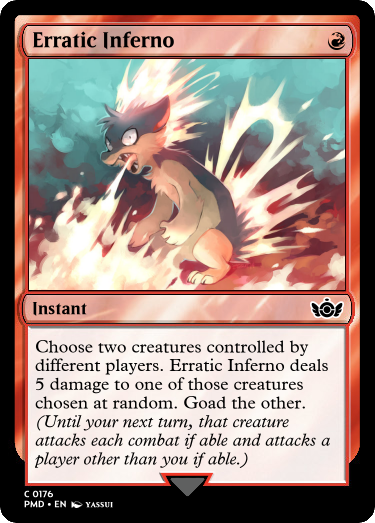 Erratic Inferno
Instant
Choose two creatures controlled by
different players. Erratic Inferno deals
5 damage to one of those creatures
chosen at random. Goad the other.
(Until your next turn, that creature
attacks each combat if able and attacks a
player other than you if able.)
C 0176
PMD • EN YASSUI